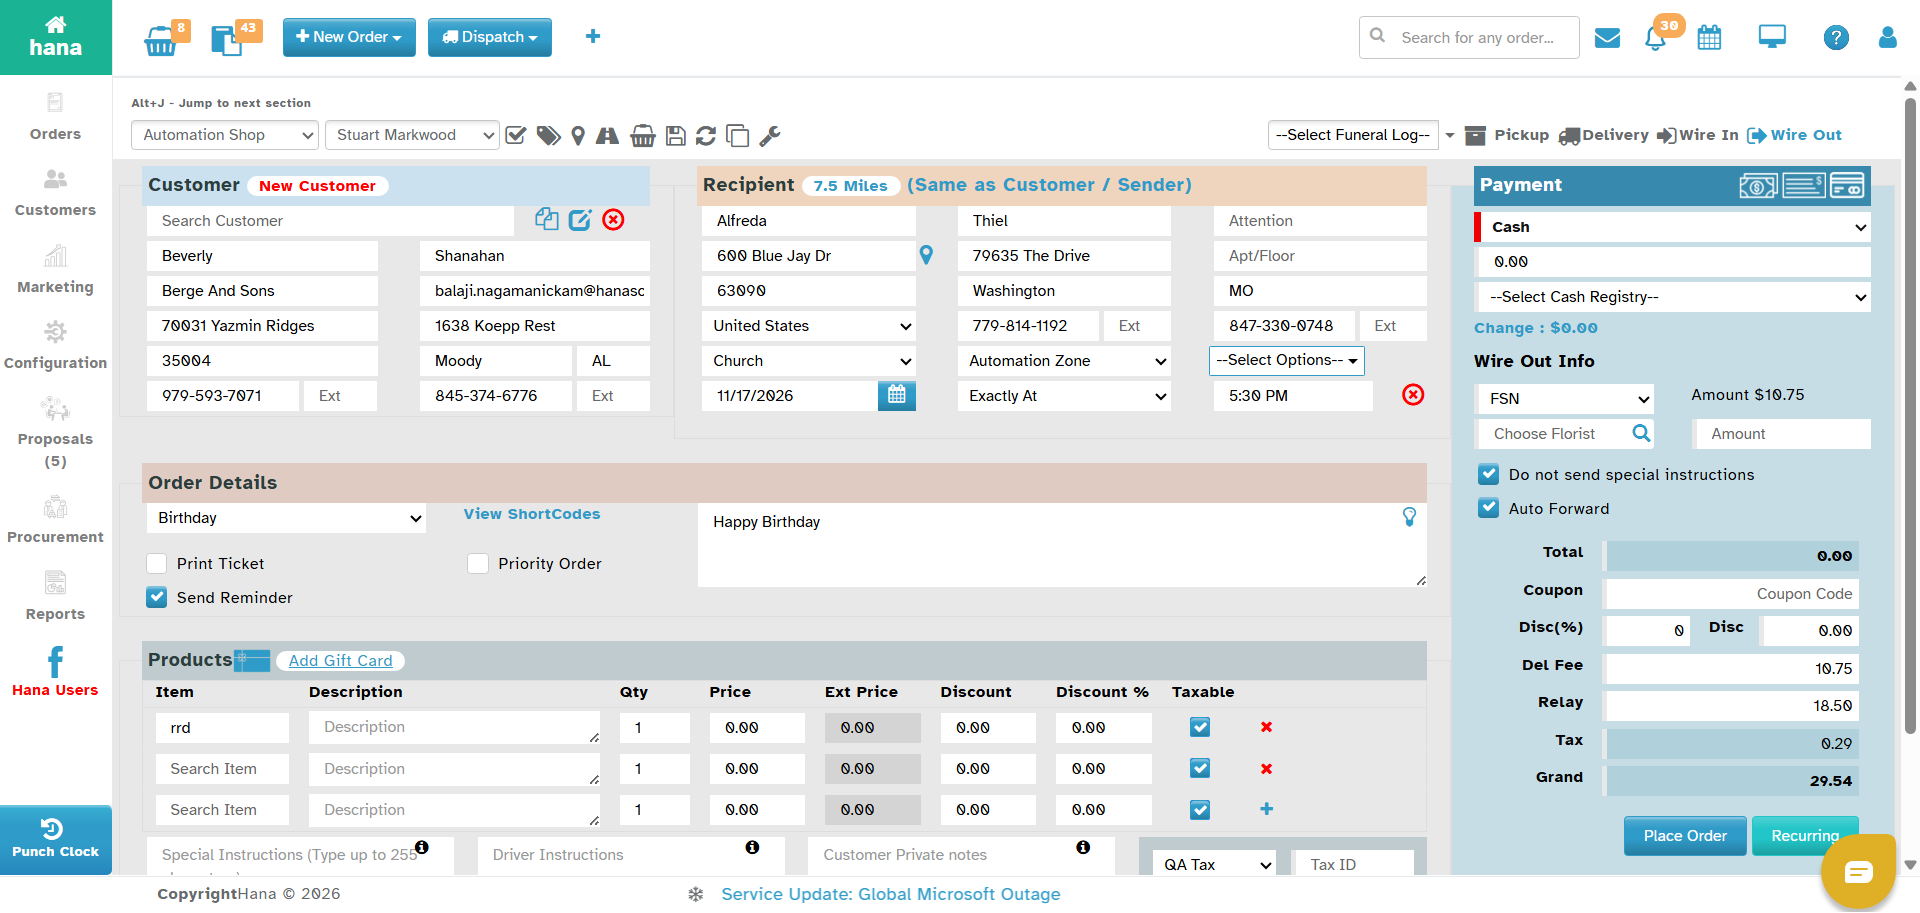 hana
8
43
New Order
Dispatch
Search for any order...
30
Orders
Customers
Marketing
Configuration
Proposals
(5)
Procurement
Reports
Hana Users
Punch Clock
Alt+J - Jump to next section
Automation Shop
Stuart Markwood
--Select Funeral Log--
Pickup
Delivery
Wire In
Wire Out
Customer
New Customer
Search Customer
Beverly
Shanahan
Berge And Sons
balaji.nagamanickam@hanasc
70031 Yazmin Ridges
1638 Koepp Rest
35004
Moody
AL
979-593-7071
Ext
845-374-6776
Ext
Recipient
7.5 Miles
(Same as Customer / Sender)
Alfreda
Thiel
Attention
600 Blue Jay Dr
79635 The Drive
Apt/Floor
63090
Washington
MO
United States
779-814-1192
Ext
847-330-0748
Ext
Church
Automation Zone
--Select Options--
11/17/2026
Exactly At
5:30 PM
Order Details
Birthday
View ShortCodes
Happy Birthday
Print Ticket
Priority Order
Send Reminder
Products
Add Gift Card
Item Description Qty Price Ext Price Discount Discount % Taxable
rrd Description 1 0.00 0.00 0.00 0.00
Search Item Description 1 0.00 0.00 0.00 0.00
Search Item Description 1 0.00 0.00 0.00 0.00
Special Instructions (Type up to 255
Driver Instructions
Customer Private notes
QA Tax
Tax ID
Payment
Cash
0.00
--Select Cash Registry--
Change : $0.00
Wire Out Info
FSN
Amount $10.75
Choose Florist
Amount
Do not send special instructions
Auto Forward
Total 0.00
Coupon Coupon Code
Disc(%) 0 Disc 0.00
Del Fee 10.75
Relay 18.50
Tax 0.29
Grand 29.54
Place Order
Recurring
CopyrightHana © 2026
Service Update: Global Microsoft Outage